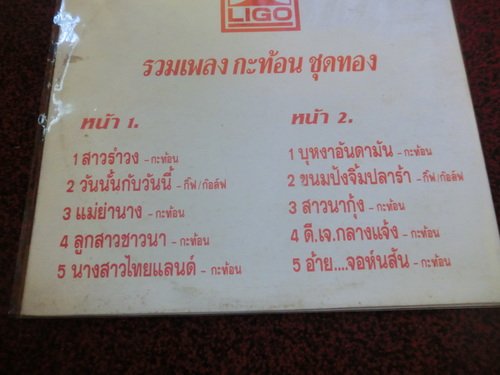 LIGO
รวมเพลง กะท้อน ชุดทอง
หน้า 1.
1 สาวรำวง - กะท้อน
2 วันนั้นกับวันนี้ - กิ๊ฟ/ก้อล์ฟ
3 แม่ย่านาง - กะท้อน
4 ลูกสาวชาวนา - กะท้อน
5 นางสาวไทยแลนด์ - กะท้อน
หน้า 2.
1 บุหงาอันดามัน - กะท้อน
2 ขนมปังจิ้มปลาร้า - กิ๊ฟ/ก้อล์ฟ
3 สาวนากุ้ง - กะท้อน
4 ดี.เจ.กลางแจ้ง - กะท้อน
5 อ้าย....จอห์นสัน - กะท้อน